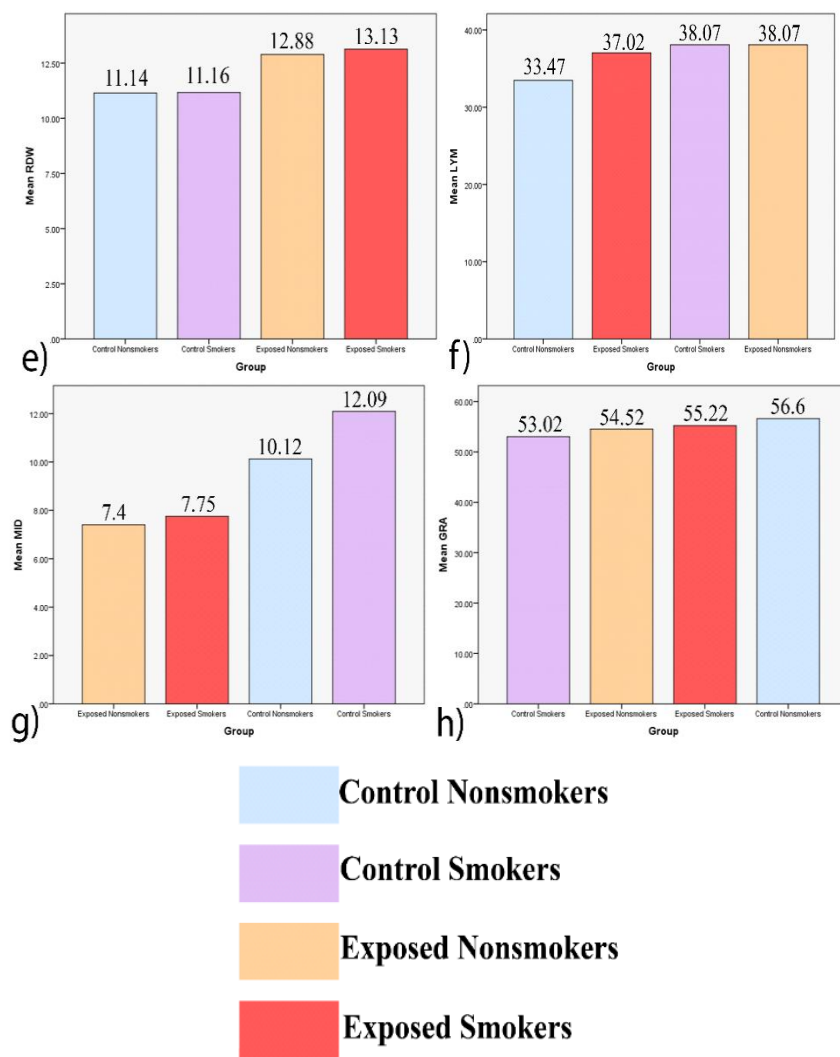 11.14
11.16
12.88
13.13
12.50
10.00
7.50
5.00
2.50
.00
Mean RDW
Control Nonsmokers
Control Smokers
Exposed Nonsmokers
Exposed Smokers
Group
e)
33.47
37.02
38.07
38.07
40.00
30.00
20.00
10.00
.00
Mean LYM
Control Nonsmokers
Exposed Smokers
Control Smokers
Exposed Nonsmokers
Group
f)
7.4
7.75
10.12
12.09
12.00
10.00
8.00
6.00
4.00
2.00
.00
Mean MID
Exposed Nonsmokers
Exposed Smokers
Control Nonsmokers
Control Smokers
Group
g)
53.02
54.52
55.22
56.6
60.00
50.00
40.00
30.00
20.00
10.00
.00
Mean GRA
Control Smokers
Exposed Nonsmokers
Exposed Smokers
Control Nonsmokers
Group
h)
Control Nonsmokers
Control Smokers
Exposed Nonsmokers
Exposed Smokers